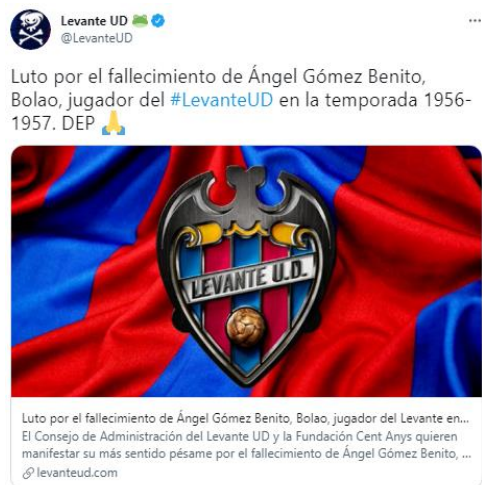 Levante UD
@LevanteUD
Luto por el fallecimiento de Ángel Gómez Benito,
Bolao, jugador del #LevanteUD en la temporada 1956-
1957. DEP
LEVANTE U.D.
Luto por el fallecimiento de Ángel Gómez Benito, Bolao, jugador del Levante en...
El Consejo de Administración del Levante UD y la Fundación Cent Anys quieren
manifestar su más sentido pésame por el fallecimiento de Ángel Gómez Benito, ...
levanteud.com